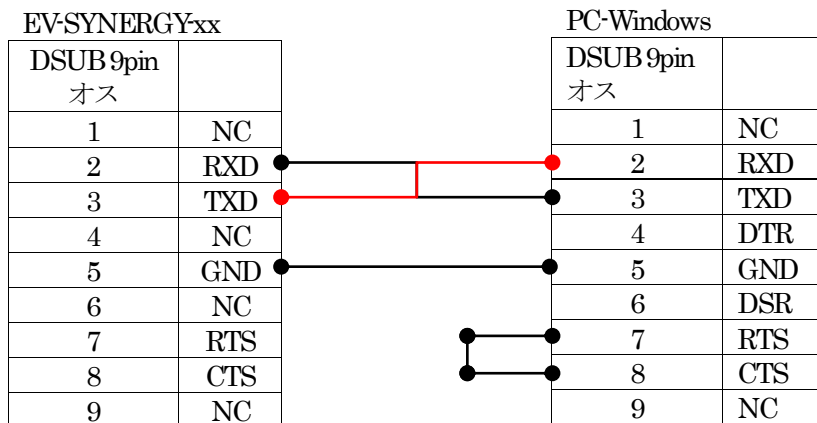 EV-SYNERGY-xx
DSUB 9pin
オス
1 NC
2 RXD
3 TXD
4 NC
5 GND
6 NC
7 RTS
8 CTS
9 NC
PC-Windows
DSUB 9pin
オス
1 NC
2 RXD
3 TXD
4 DTR
5 GND
6 DSR
7 RTS
8 CTS
9 NC